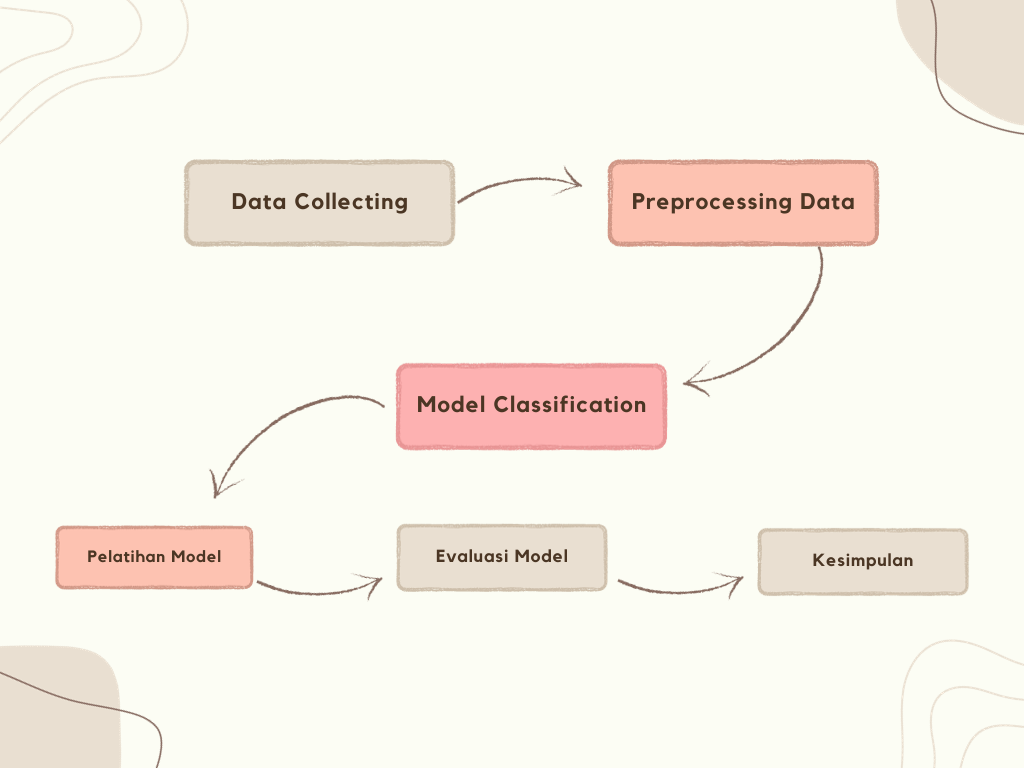 Data Collecting
Preprocessing Data
Model Classification
Pelatihan Model
Evaluasi Model
Kesimpulan